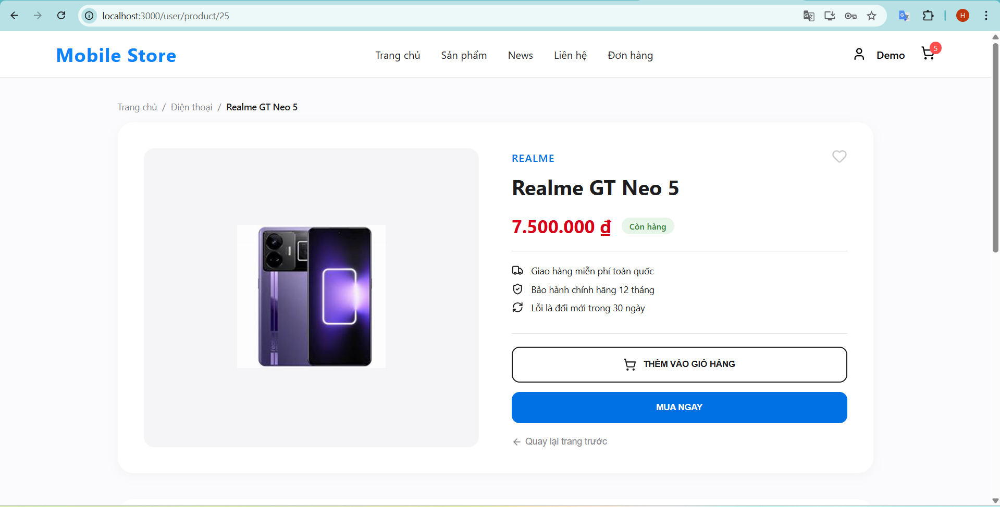 localhost:3000/user/product/25
H
Mobile Store
Trang chủ
Sản phẩm
News
Liên hệ
Đơn hàng
Demo
5
Trang chủ / Điện thoại / Realme GT Neo 5
REALME
Realme GT Neo 5
7.500.000 ₫
Còn hàng
Giao hàng miễn phí toàn quốc
Bảo hành chính hãng 12 tháng
Lỗi là đổi mới trong 30 ngày
THÊM VÀO GIỎ HÀNG
MUA NGAY
Quay lại trang trước